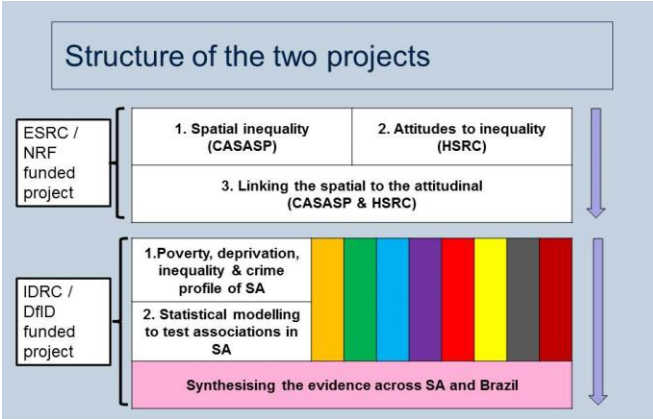 Structure of the two projects
ESRC /
NRF
funded
project
1. Spatial inequality
(CASASP)
2. Attitudes to inequality
(HSRC)
3. Linking the spatial to the attitudinal
(CASASP & HSRC)
IDRC /
DfID
funded
project
1.Poverty, deprivation,
inequality & crime
profile of SA
2. Statistical modelling
to test associations in
SA
Synthesising the evidence across SA and Brazil